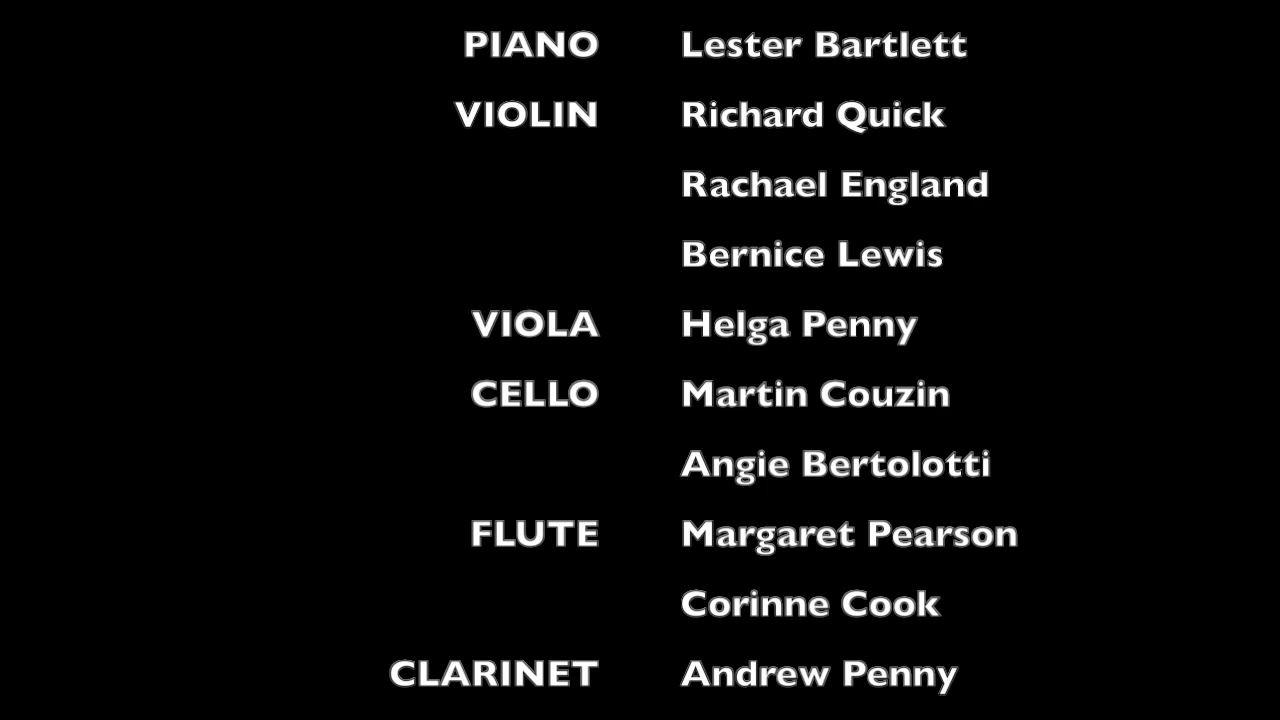 PIANO Lester Bartlett
VIOLIN Richard Quick
Rachael England
Bernice Lewis
VIOLA Helga Penny
CELLO Martin Couzin
Angie Bertolotti
FLUTE Margaret Pearson
Corinne Cook
CLARINET Andrew Penny